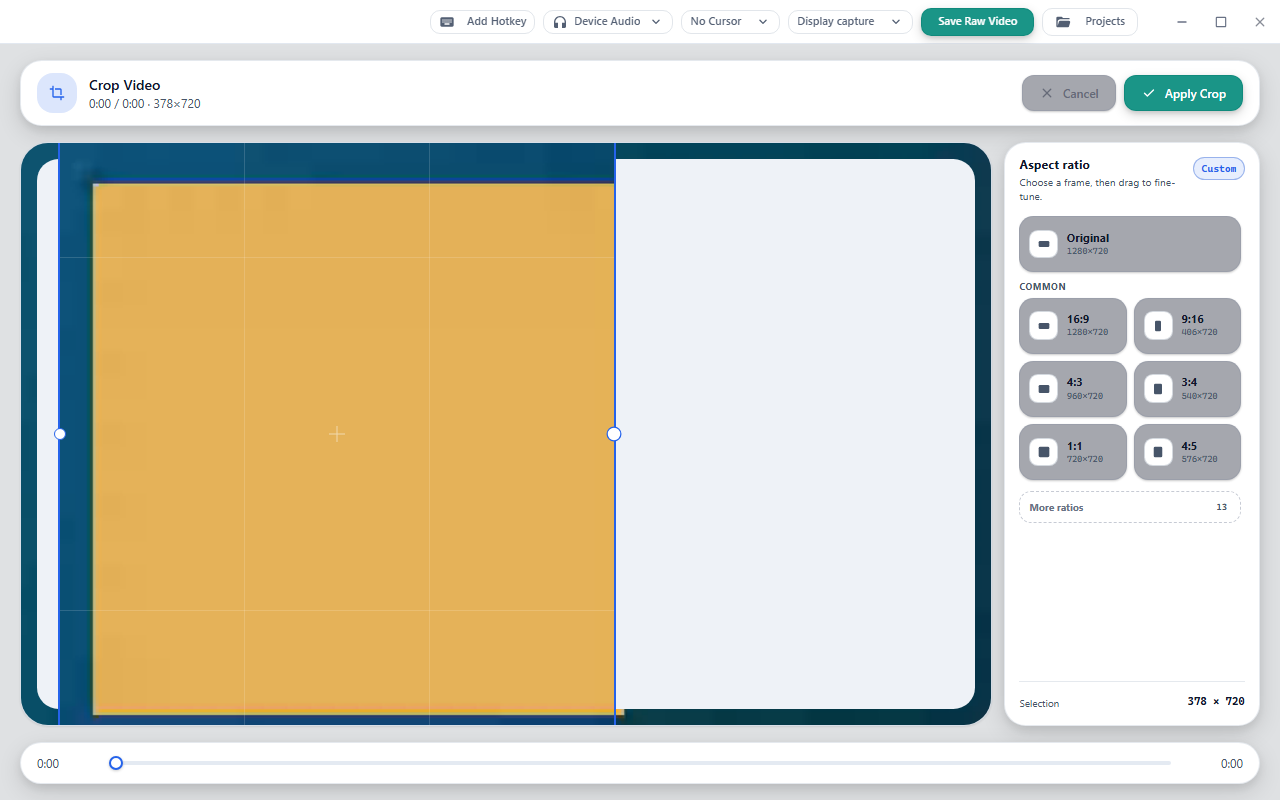 Add Hotkey
Device Audio
No Cursor
Display capture
Save Raw Video
Projects
Crop Video
0:00 / 0:00 · 378×720
Cancel
Apply Crop
Aspect ratio
Custom
Choose a frame, then drag to fine-
tune.
Original
1280×720
COMMON
16:9
1280×720
9:16
406×720
4:3
960×720
3:4
540×720
1:1
720×720
4:5
576×720
More ratios
13
Selection
378 × 720
0:00
0:00